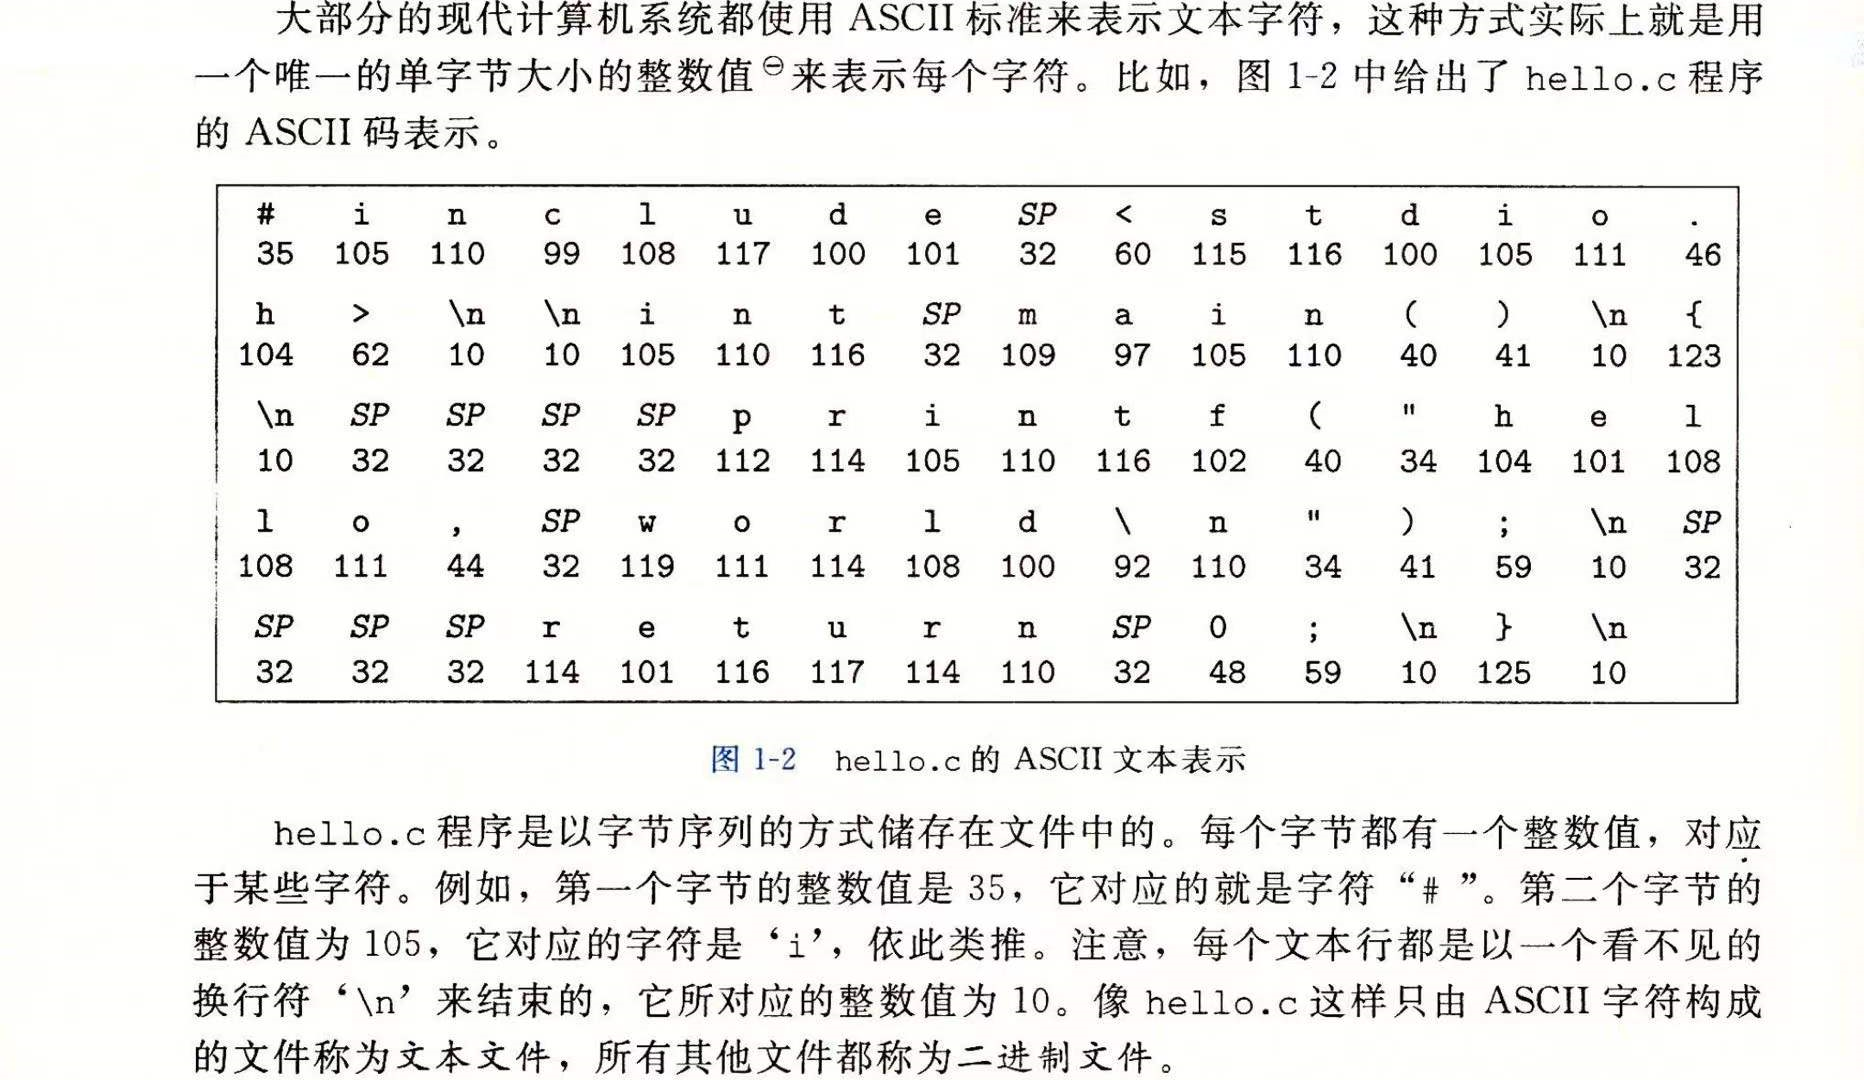 大部分的现代计算机系统都使用 ASCII 标准来表示文本字符，这种方式实际上就是用
一个唯一的单字节大小的整数值㊀来表示每个字符。比如，图 1-2 中给出了 hello.c 程序
的 ASCII 码表示。
# i n c l u d e SP < s t d i o .
35 105 110 99 108 117 100 101 32 60 115 116 100 105 111 46
h > \n \n i n t SP m a i n ( ) \n {
104 62 10 10 105 110 116 32 109 97 105 110 40 41 10 123
\n SP SP SP SP p r i n t f ( " h e l
10 32 32 32 32 112 114 105 110 116 102 40 34 104 101 108
l o , SP w o r l d \ n " ) ; \n SP
108 111 44 32 119 111 114 108 100 92 110 34 41 59 10 32
SP SP SP r e t u r n SP 0 ; \n } \n
32 32 32 114 101 116 117 114 110 32 48 59 10 125 10
图 1-2 hello.c 的 ASCII 文本表示
hello.c 程序是以字节序列的方式储存在文件中的。每个字节都有一个整数值，对应
于某些字符。例如，第一个字节的整数值是 35，它对应的就是字符“#”。第二个字节的
整数值为 105，它对应的字符是‘i’，依此类推。注意，每个文本行都是以一个看不见的
换行符‘\n’来结束的，它所对应的整数值为 10。像 hello.c 这样只由 ASCII 字符构成
的文件称为文本文件，所有其他文件都称为二进制文件。